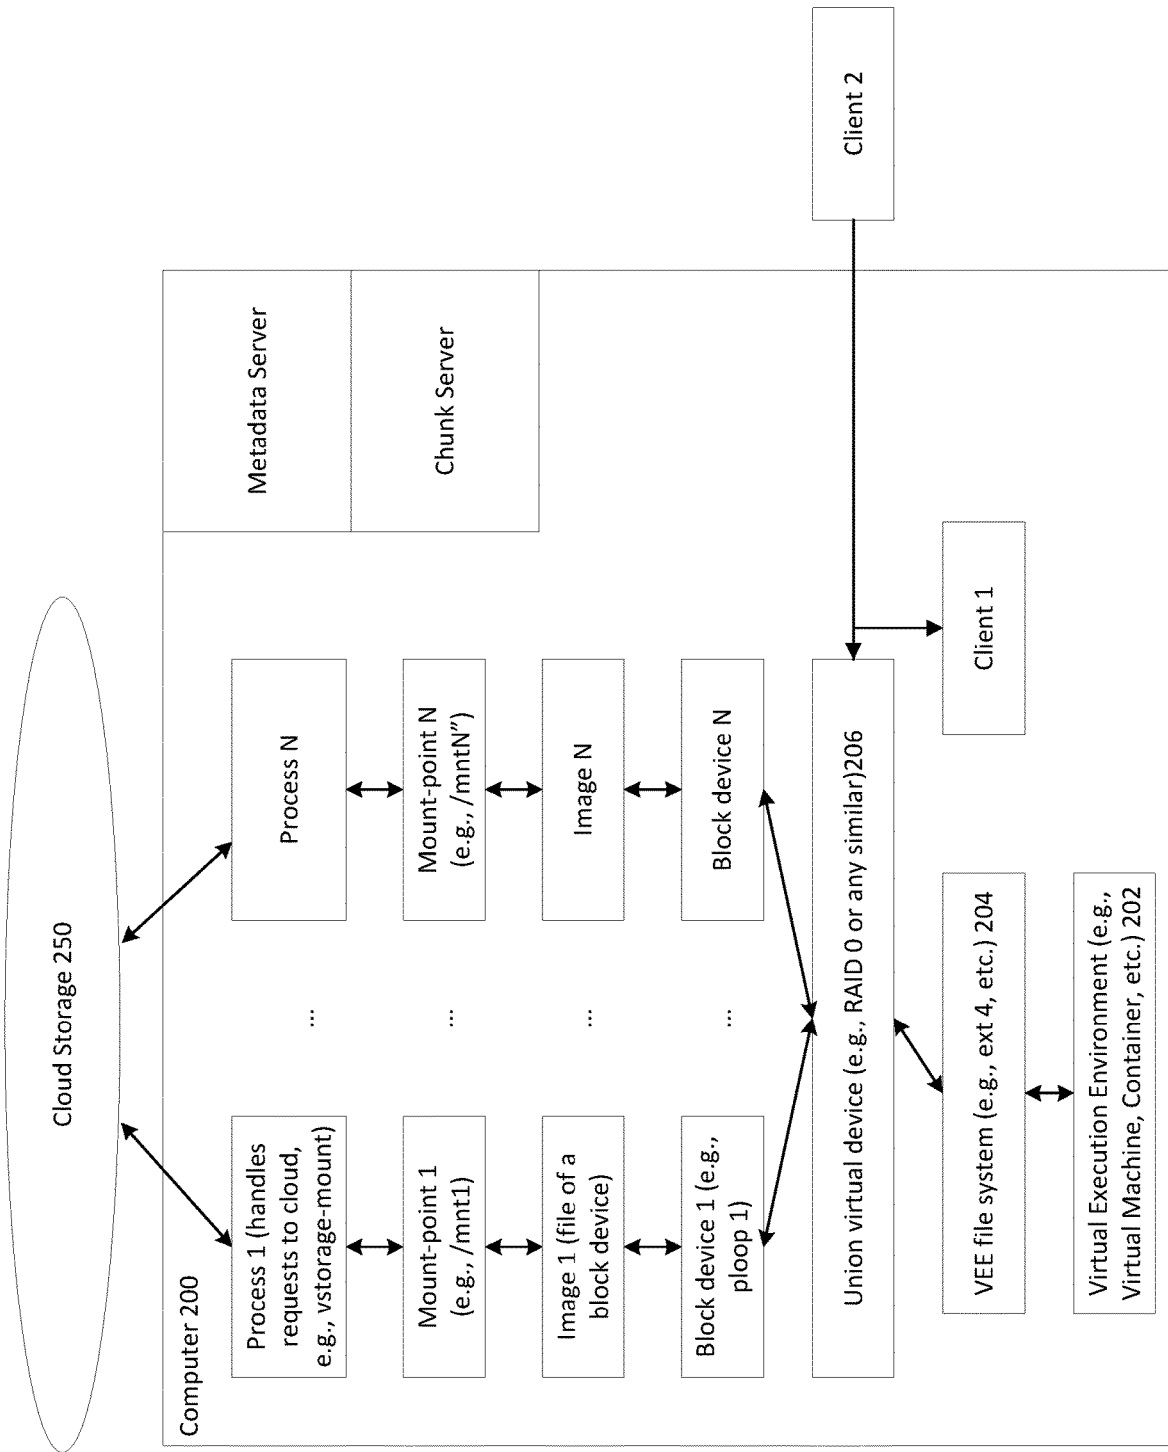 Cloud Storage 250
Computer 200
Process 1 (handles
requests to cloud,
e.g., vstorage-mount)
...
Process N
Metadata Server
Mount-point 1
(e.g., /mnt1)
...
Mount-point N
(e.g., /mntN”)
Chunk Server
Image 1 (file of a
block device)
...
Image N
Block device 1 (e.g.,
ploop 1)
...
Block device N
Union virtual device (e.g., RAID 0 or any similar)206
Client 2
VEE file system (e.g., ext 4, etc.) 204
Client 1
Virtual Execution Environment (e.g.,
Virtual Machine, Container, etc.) 202